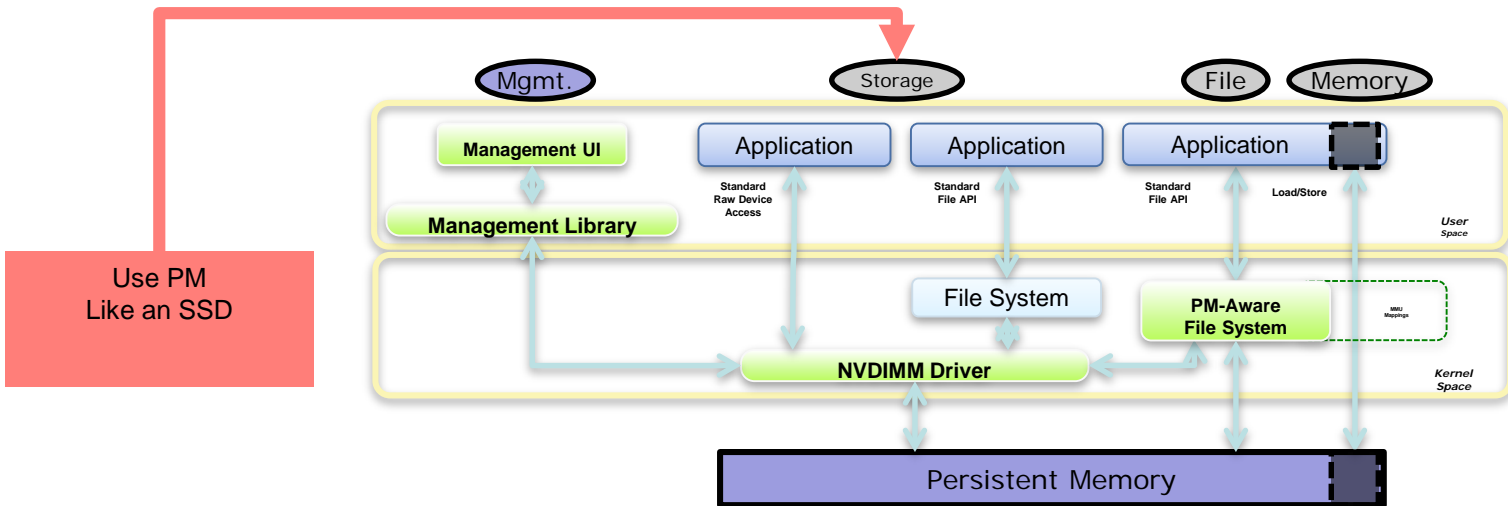 Mgmt.
Storage
File
Memory
Management UI
Application
Application
Application
Standard
Raw Device
Access
Standard
File API
Standard
File API
Load/Store
Management Library
User
Space
Use PM
Like an SSD
File System
PM-Aware
File System
MMU
Mappings
NVDIMM Driver
Kernel
Space
Persistent Memory